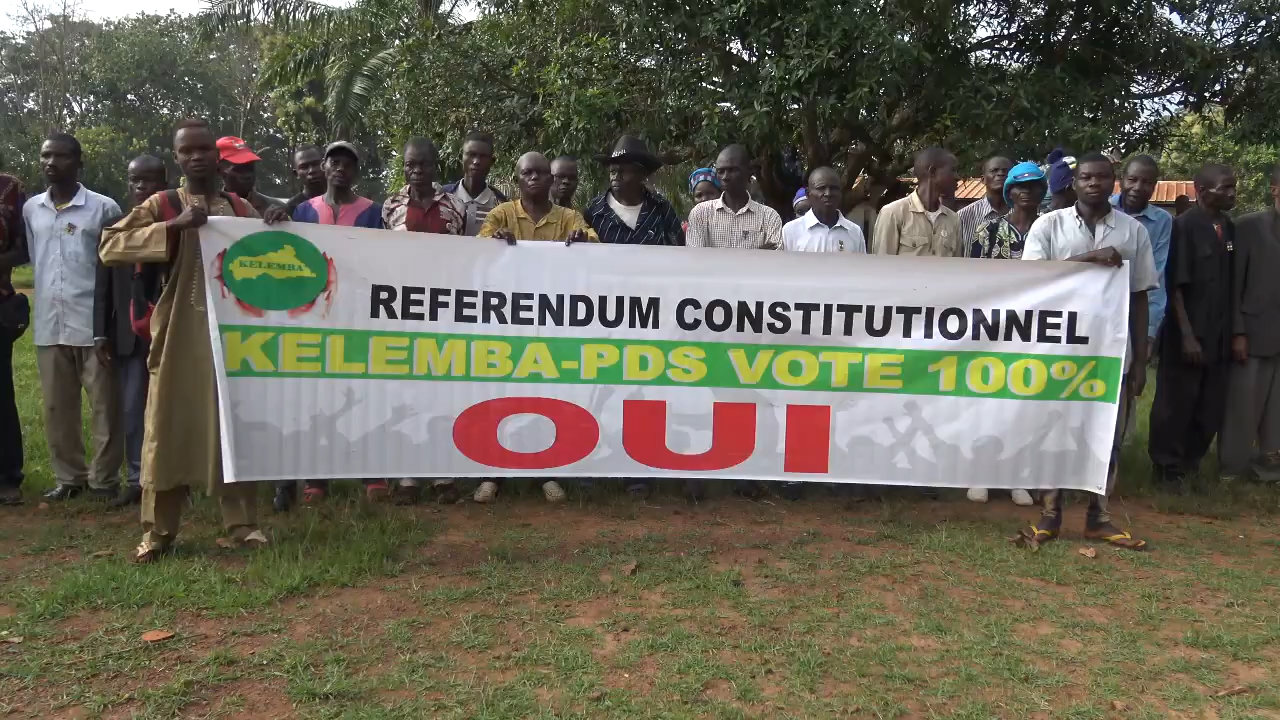 KELEMBA
REFERENDUM CONSTITUTIONNEL
KELEMBA-PDS VOTE 100%
OUI